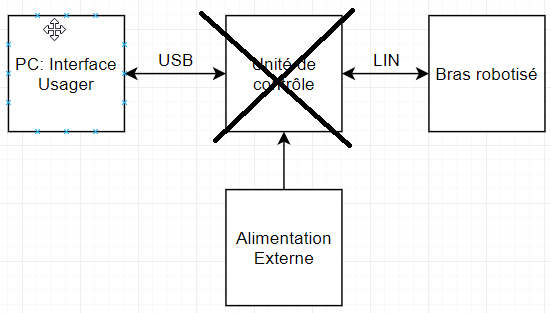 PC: Interface
Usager
USB
Unité de
contrôle
LIN
Bras robotisé
Alimentation
Externe